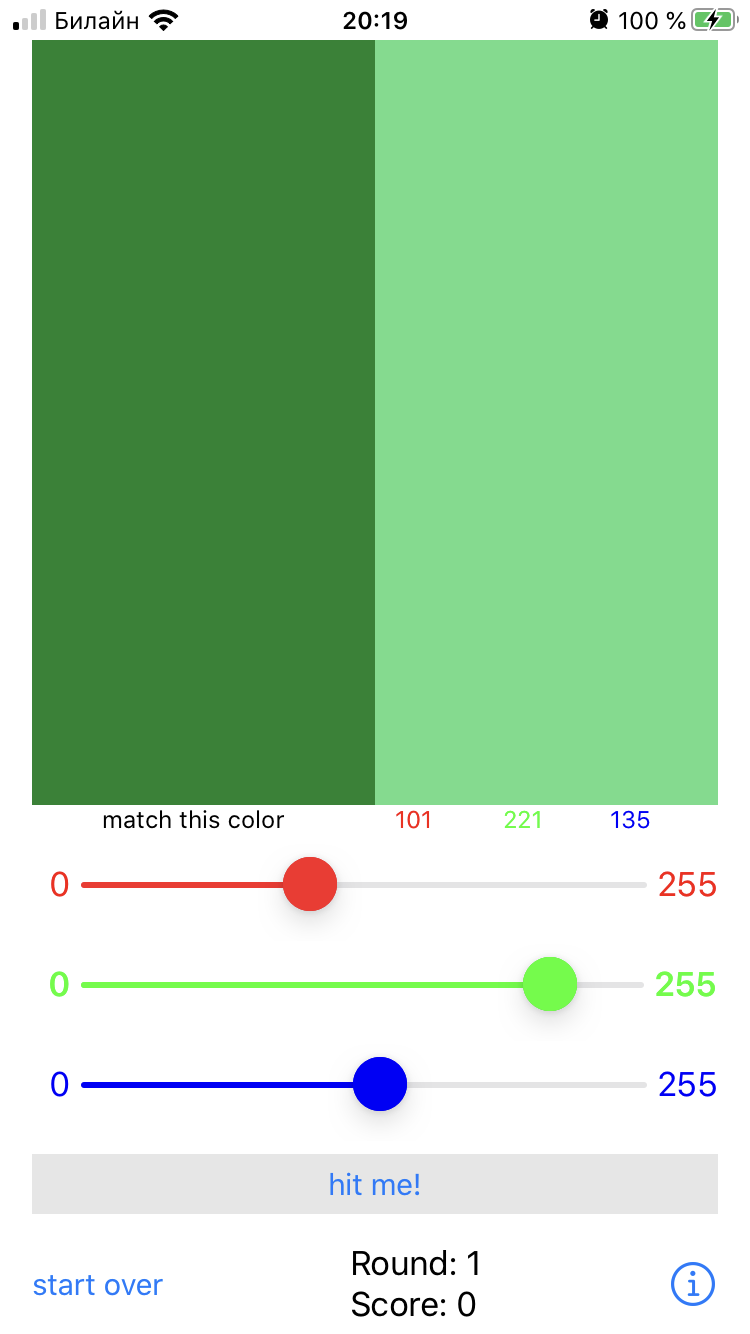 Билайн 20:19 100 %
match this color 101 221 135
0 255
0 255
0 255
hit me!
Round: 1
start over
Score: 0